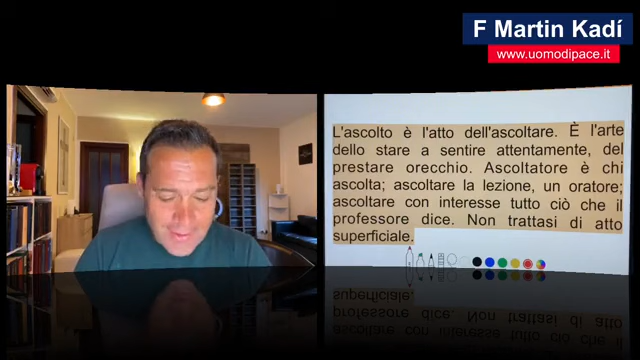 F Martin Kadí
www.uomodipace.it
L'ascolto è l'atto dell'ascoltare. È l'arte
dello stare a sentire attentamente, del
prestare orecchio. Ascoltatore è chi
ascolta; ascoltare la lezione, un oratore;
ascoltare con interesse tutto ciò che il
professore dice. Non trattasi di atto
superficiale.